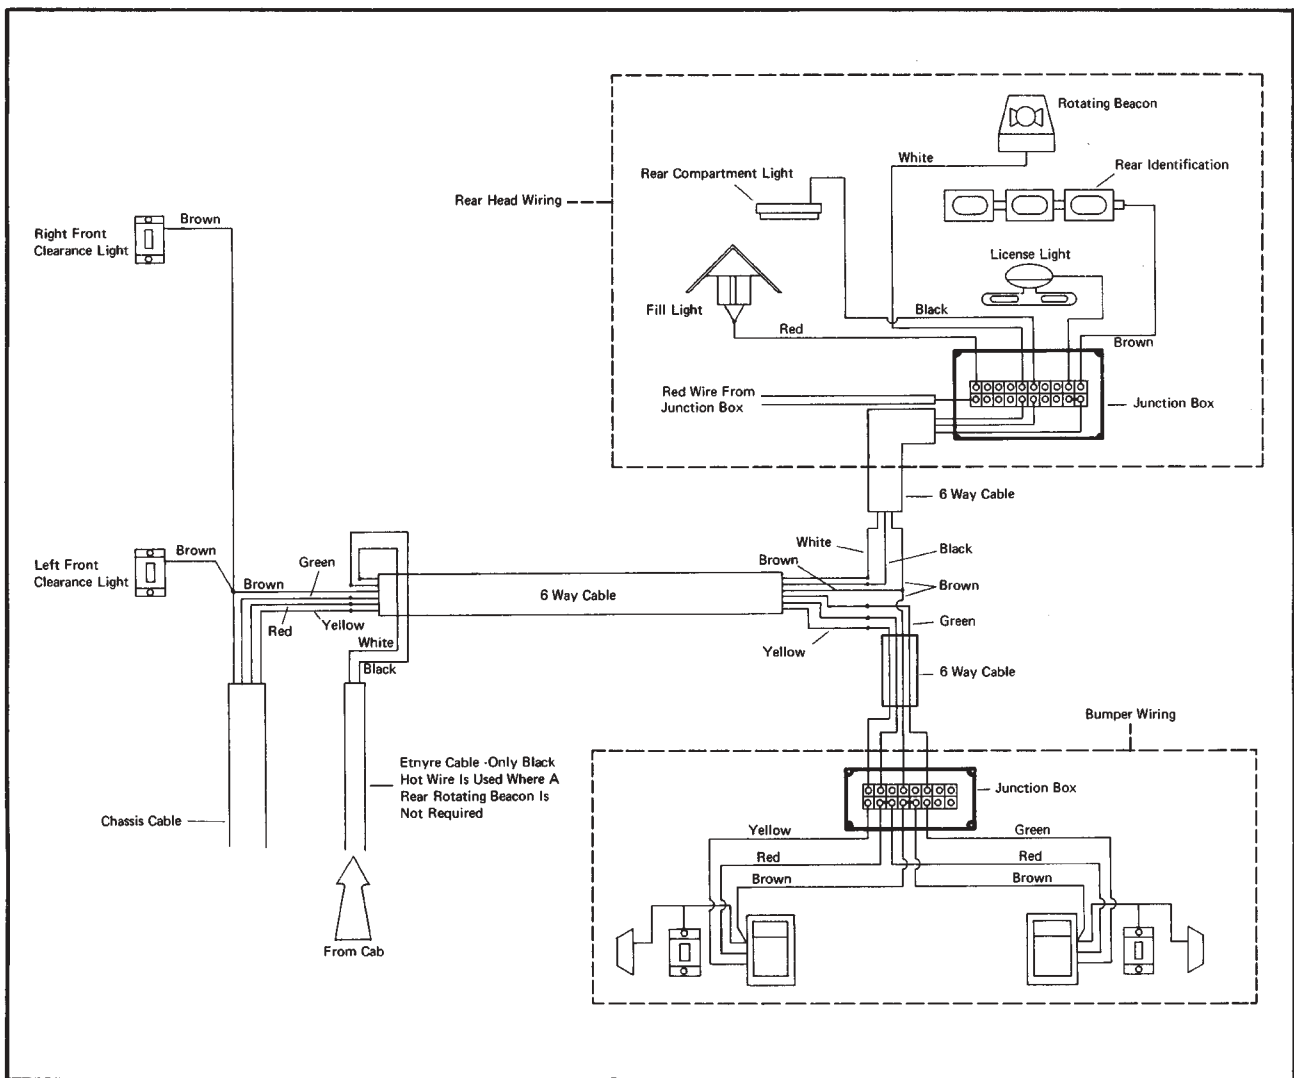 Rotating Beacon
White
Rear Compartment Light
Rear Identification
Rear Head Wiring
Brown
Right Front
Clearance Light
License Light
Fill Light
Black
Red
Brown
Red Wire From
Junction Box
Junction Box
6 Way Cable
White
Black
Brown
Left Front
Clearance Light
Green
Brown
Brown
Brown
6 Way Cable
Red
Yellow
Green
White
Yellow
Black
6 Way Cable
Bumper Wiring
Etnyre Cable -Only Black
Hot Wire Is Used Where A
Rear Rotating Beacon Is
Not Required
Junction Box
Chassis Cable
Yellow
Green
Red
Red
Brown
Brown
From Cab